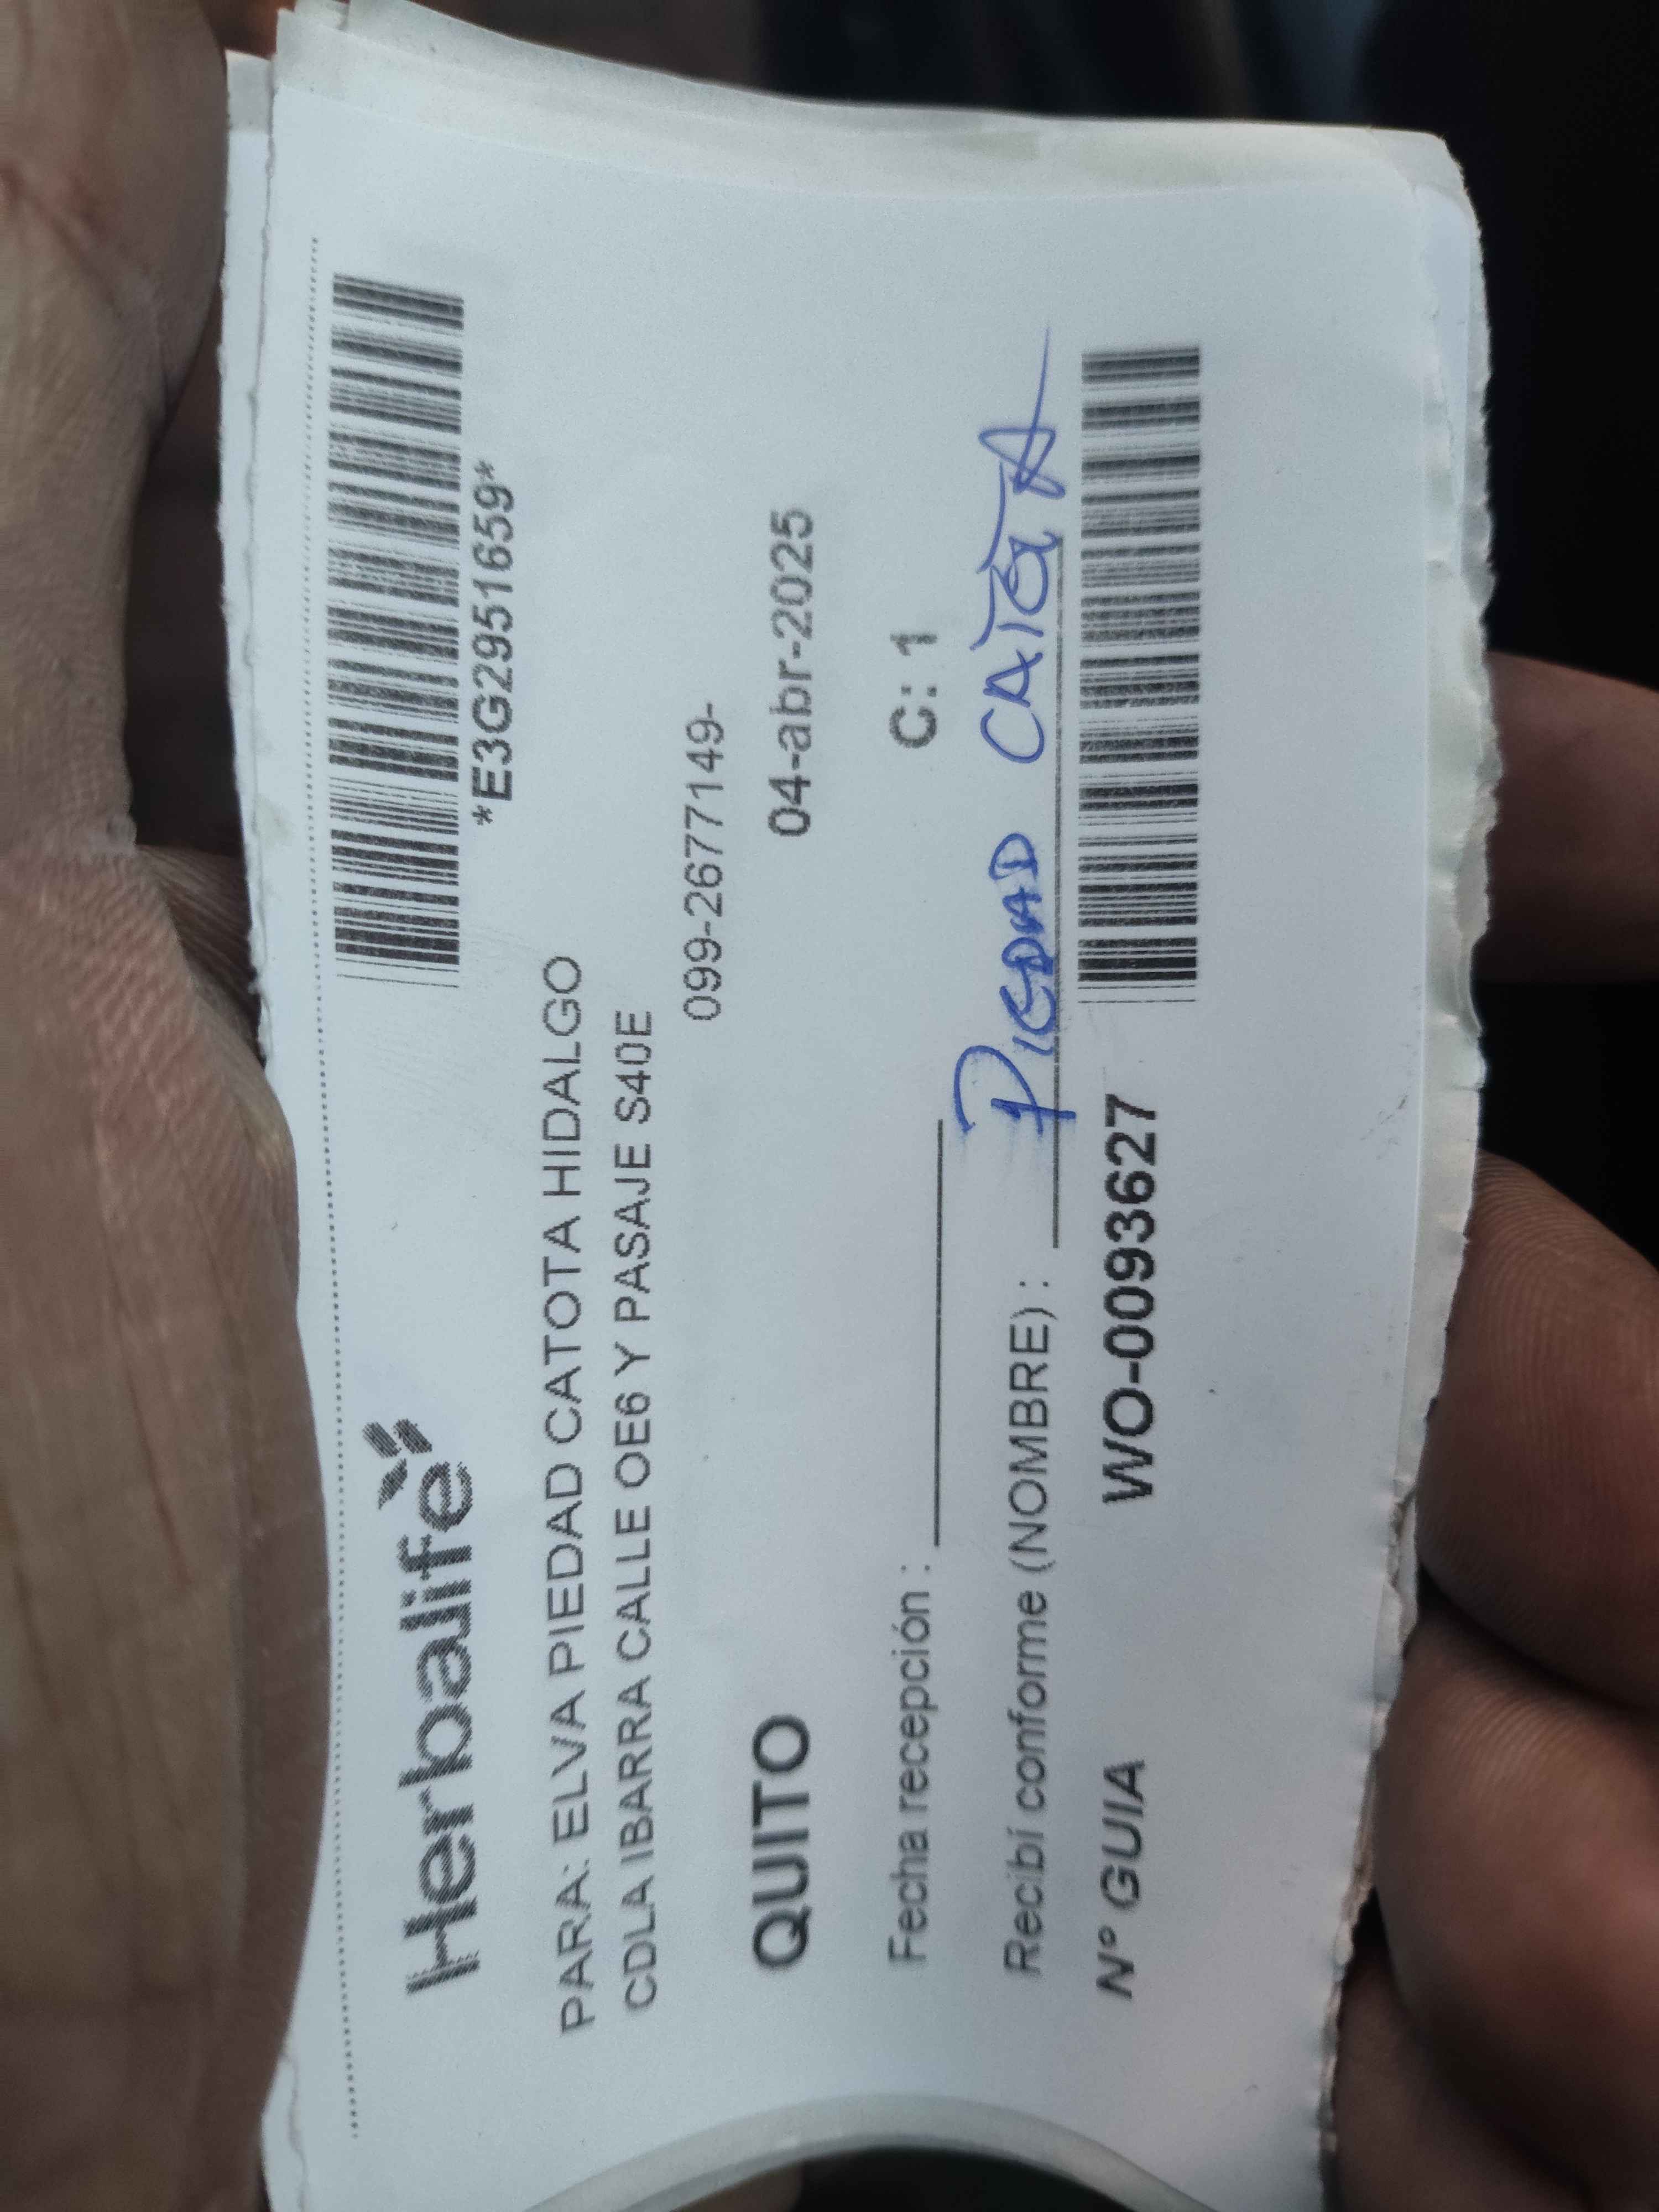 Herbalife
*E3G2951659*
PARA: ELVA PIEDAD CATOTA HIDALGO
CDLA IBARRA CALLE OE6 Y PASAJE S40E
099-2677149-
QUITO 04-abr-2025
Fecha recepción : C: 1
Recibí conforme (NOMBRE) : PIEDAD CATOTA
N° GUIA WO-0093627